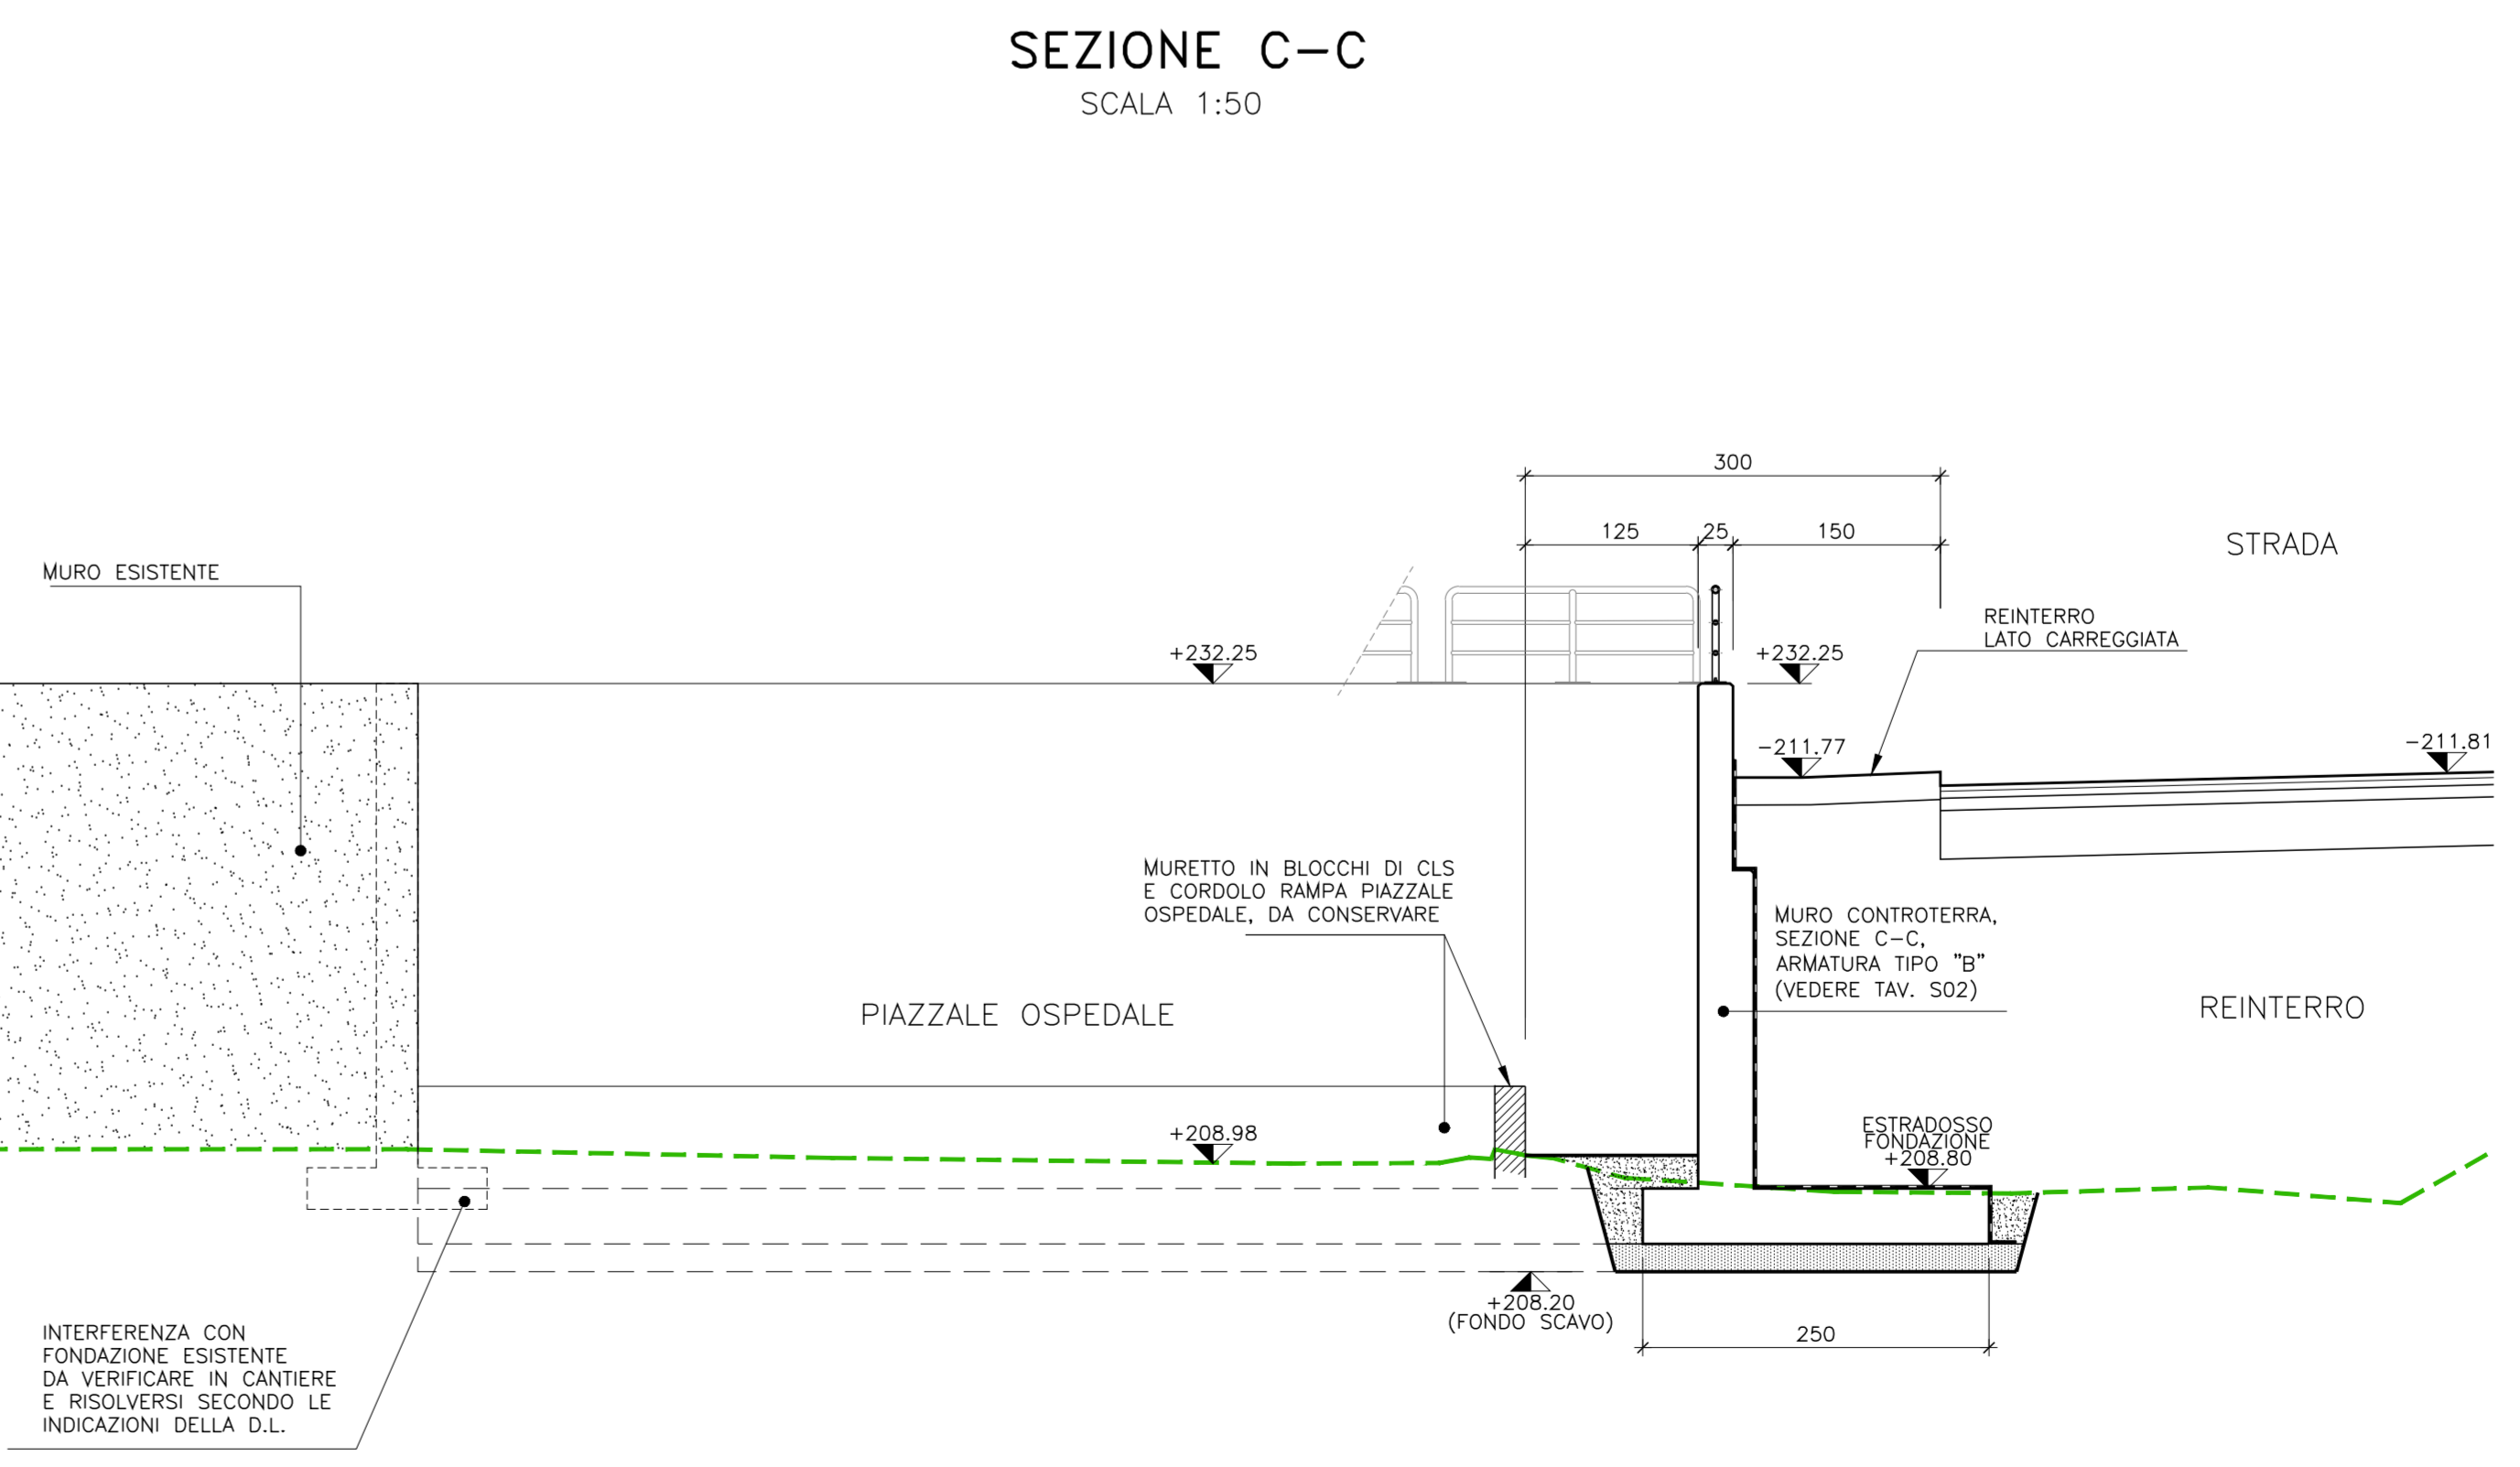 SEZIONE C-C
SCALA 1:50
300
125
25
150
STRADA
MURO ESISTENTE
REINTERRO
LATO CARREGGIATA
+232.25
+232.25
-211.77
-211.81
MURETTO IN BLOCCHI DI CLS
E CORDOLO RAMPA PIAZZALE
OSPEDALE, DA CONSERVARE
MURO CONTROTERRA,
SEZIONE C-C,
ARMATURA TIPO "B"
(VEDERE TAV. S02)
PIAZZALE OSPEDALE
REINTERRO
+208.98
ESTRADOSSO
FONDAZIONE
+208.80
+208.20
(FONDO SCAVO)
250
INTERFERENZA CON
FONDAZIONE ESISTENTE
DA VERIFICARE IN CANTIERE
E RISOLVERSI SECONDO LE
INDICAZIONI DELLA D.L.